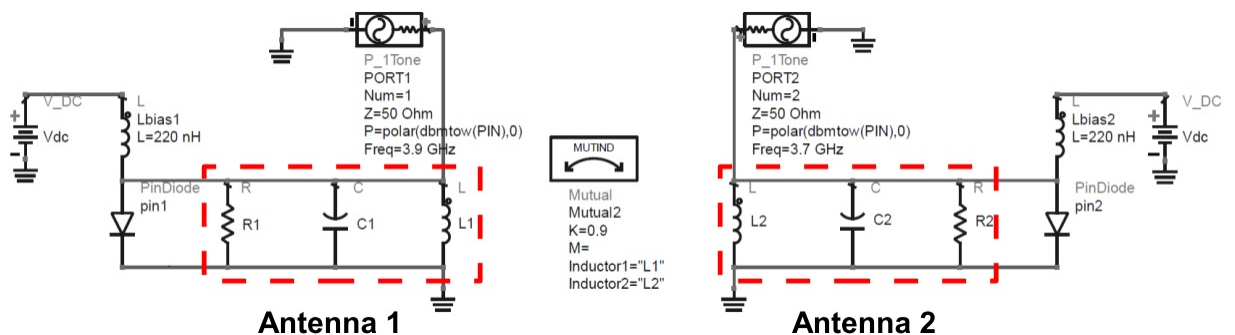 P_1Tone
PORT1
Num=1
Z=50 Ohm
P=polar(dbmtow(PIN),0)
Freq=3.9 GHz
P_1Tone
PORT2
Num=2
Z=50 Ohm
P=polar(dbmtow(PIN),0)
Freq=3.7 GHz
V_DC
Vdc
L
Lbias1
L=220 nH
L
Lbias2
L=220 nH
V_DC
Vdc
MUTIND
PinDiode
pin1
R
R1
C
C1
L
L1
Mutual
Mutual2
K=0.9
M=
Inductor1="L1"
Inductor2="L2"
L
L2
C
C2
R
R2
PinDiode
pin2
Antenna 1
Antenna 2